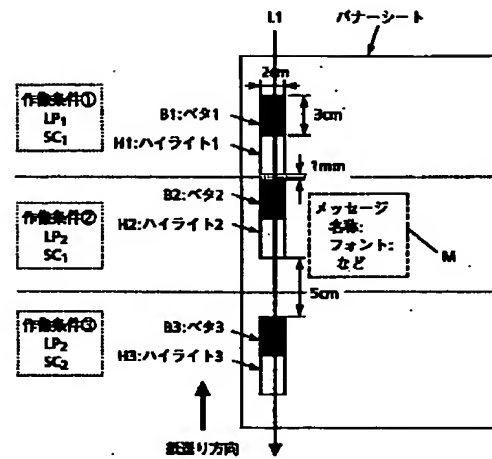 L1
バナーシート
2cm
作像条件①
LP1
SC1
B1:ベタ1
3cm
H1:ハイライト1
1mm
作像条件②
LP2
SC1
B2:ベタ2
H2:ハイライト2
メッセージ
名称:
フォント:
など
M
5cm
作像条件③
LP2
SC2
B3:ベタ3
H3:ハイライト3
紙送り方向